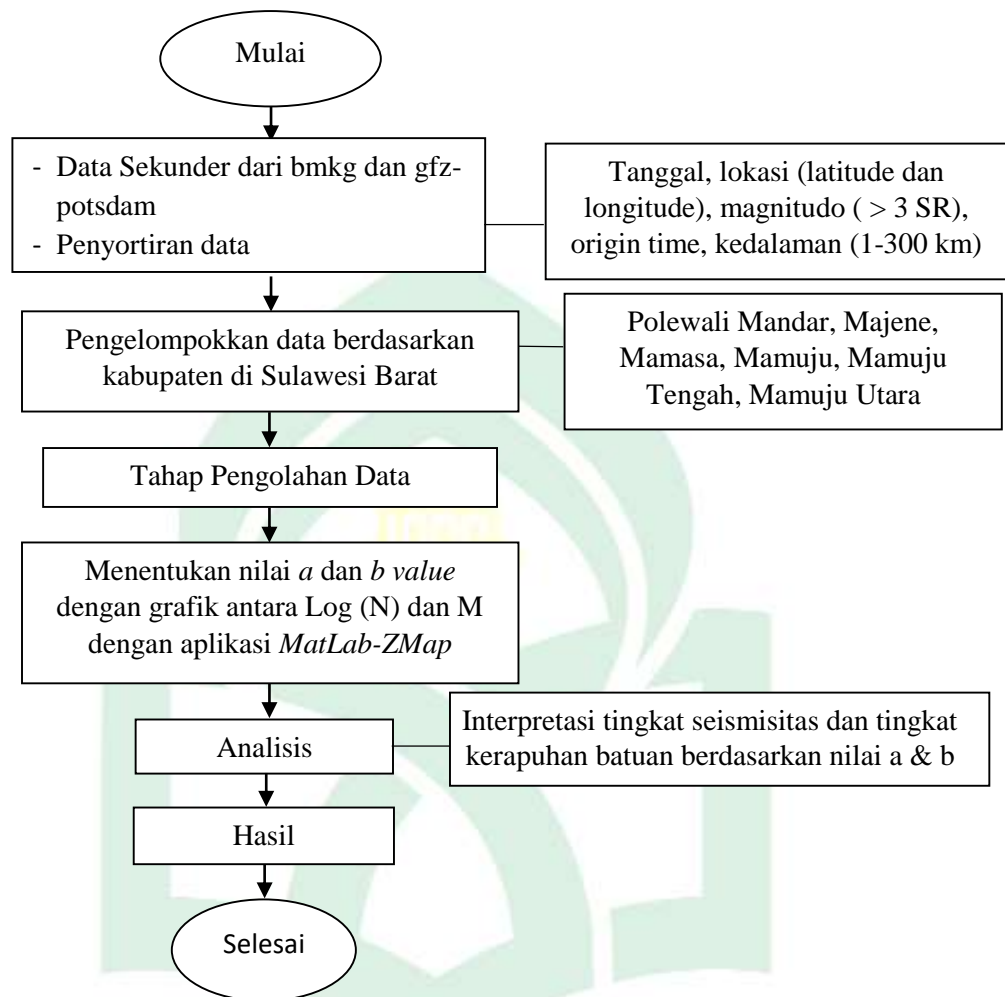 Mulai
- Data Sekunder dari bmkg dan gfz-
potsdam
- Penyortiran data
Tanggal, lokasi (latitude dan
longitude), magnitudo ( > 3 SR),
origin time, kedalaman (1-300 km)
Pengelompokkan data berdasarkan
kabupaten di Sulawesi Barat
Polewali Mandar, Majene,
Mamasa, Mamuju, Mamuju
Tengah, Mamuju Utara
Tahap Pengolahan Data
Menentukan nilai a dan b value
dengan grafik antara Log (N) dan M
dengan aplikasi MatLab-ZMap
Analisis
Interpretasi tingkat seismisitas dan tingkat
kerapuhan batuan berdasarkan nilai a & b
Hasil
Selesai